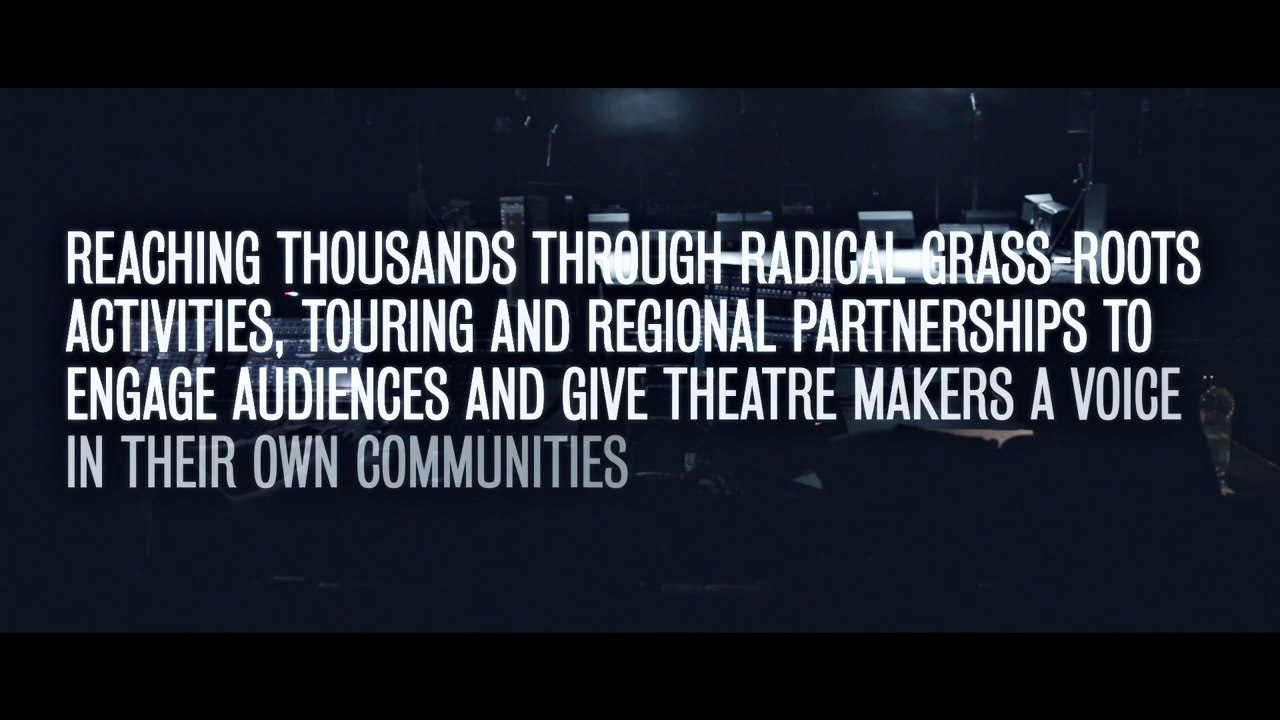 REACHING THOUSANDS THROUGH RADICAL GRASS-ROOTS
ACTIVITIES, TOURING AND REGIONAL PARTNERSHIPS TO
ENGAGE AUDIENCES AND GIVE THEATRE MAKERS A VOICE
IN THEIR OWN COMMUNITIES